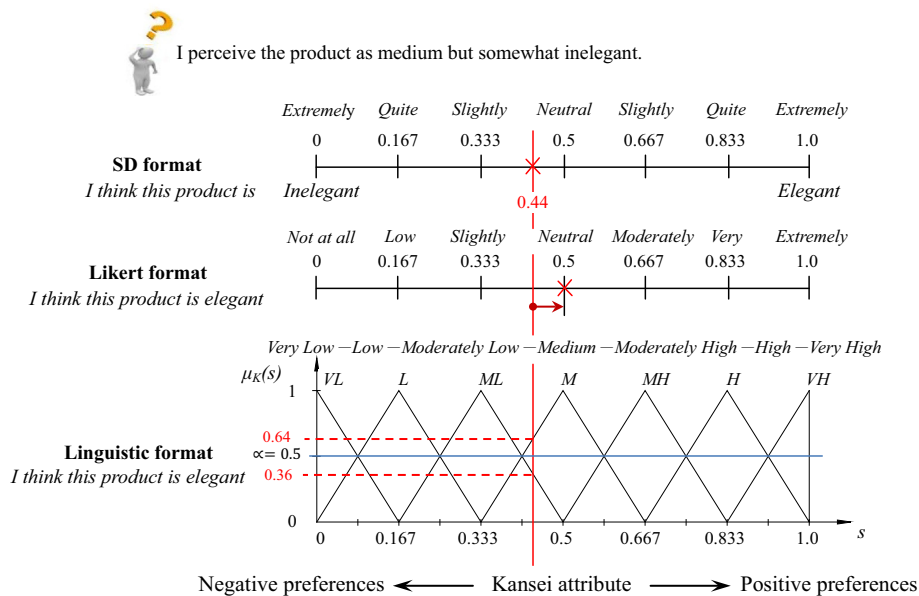 I perceive the product as medium but somewhat inelegant.
Extremely Quite Slightly Neutral Slightly Quite Extremely
0 0.167 0.333 0.5 0.667 0.833 1.0
SD format
I think this product is Inelegant Elegant
0.44
Not at all Low Slightly Neutral Moderately Very Extremely
0 0.167 0.333 0.5 0.667 0.833 1.0
Likert format
I think this product is elegant
Very Low – Low – Moderately Low – Medium – Moderately High – High – Very High
μK(s) VL L ML M MH H VH
1
0.64
Linguistic format ∝= 0.5
I think this product is elegant 0.36
0
0 0.167 0.333 0.5 0.667 0.833 1.0 s
Negative preferences Kansei attribute Positive preferences